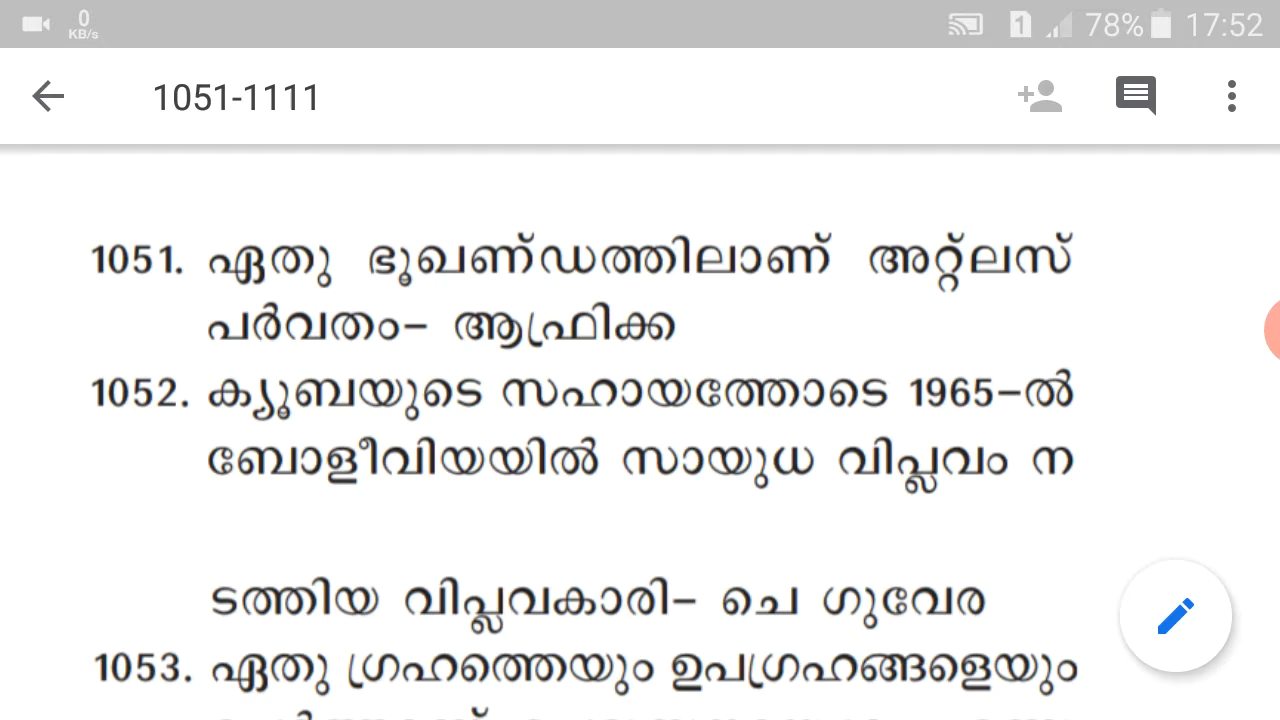 0
KB/s
1 78% 17:52
1051-1111
1051. ഏതു ഭൂഖണ്ഡത്തിലാണ് അറ്റ്ലസ്
പർവതം- ആഫ്രിക്ക
1052. ക്യൂബയുടെ സഹായത്തോടെ 1965-ൽ
ബോളീവിയയിൽ സായുധ വിപ്ലവം ന
ടത്തിയ വിപ്ലവകാരി- ചെ ഗുവേര
1053. ഏതു ഗ്രഹത്തെയും ഉപഗ്രഹങ്ങളെയും